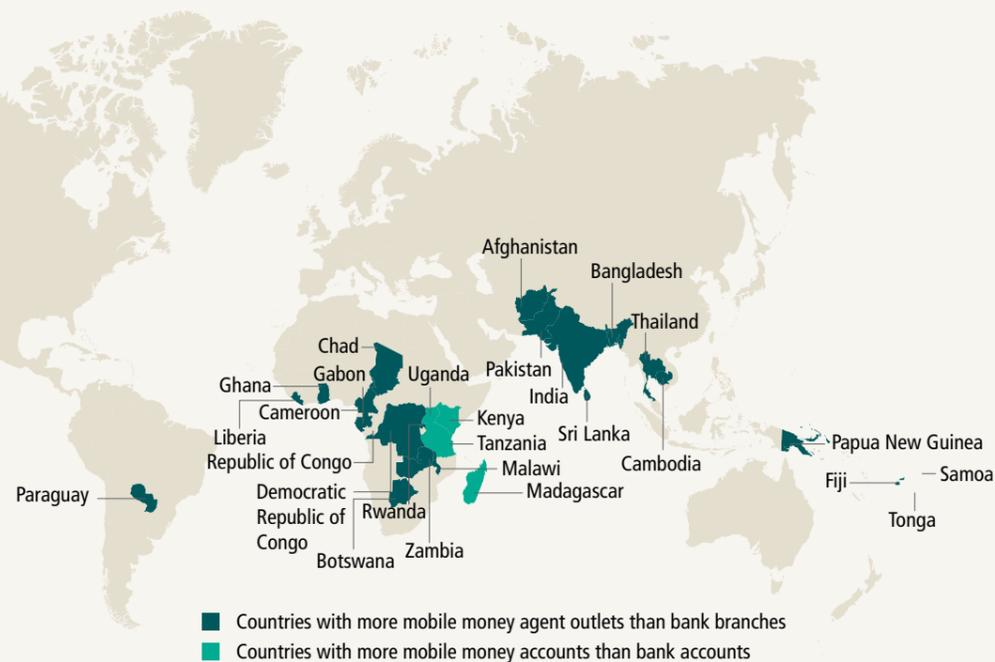 Afghanistan
Bangladesh
Thailand
Chad
Gabon
Uganda
Pakistan
Ghana
India
Cameroon
Kenya
Sri Lanka
Liberia
Tanzania
Papua New Guinea
Republic of Congo
Cambodia
Malawi
Samoa
Fiji
Paraguay
Democratic
Republic of
Congo
Madagascar
Rwanda
Tonga
Botswana
Zambia
Countries with more mobile money agent outlets than bank branches
Countries with more mobile money accounts than bank accounts